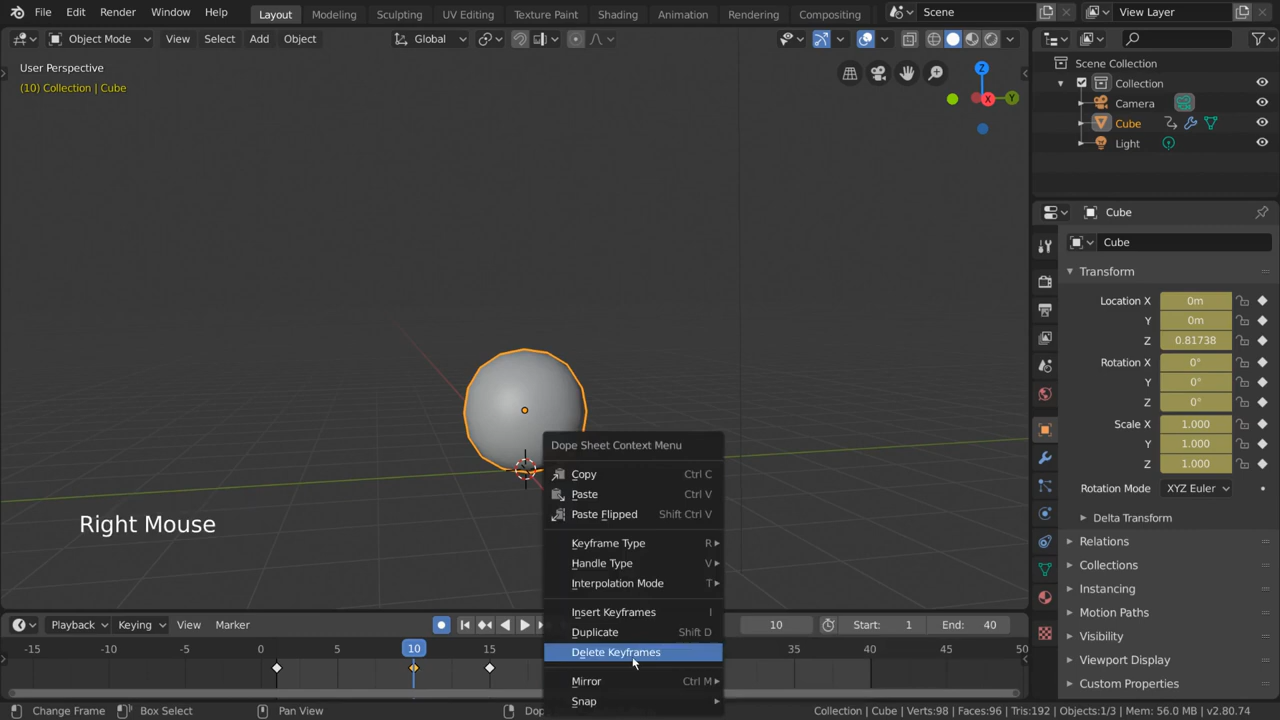 File Edit Render Window Help Layout Modeling Sculpting UV Editing Texture Paint Shading Animation Rendering Compositing Scene View Layer
Object Mode View Select Add Object Global
User Perspective
(10) Collection | Cube
Z
X
Y
Scene Collection
Collection
Camera
Cube
Light
Cube
Cube
Transform
Location X 0m
Y 0m
Z 0.81738
Rotation X 0°
Y 0°
Z 0°
Scale X 1.000
Y 1.000
Z 1.000
Rotation Mode XYZ Euler
Delta Transform
Relations
Collections
Instancing
Motion Paths
Visibility
Viewport Display
Custom Properties
Dope Sheet Context Menu
Copy Ctrl C
Paste Ctrl V
Paste Flipped Shift Ctrl V
Keyframe Type R
Handle Type V
Interpolation Mode T
Insert Keyframes I
Duplicate Shift D
Delete Keyframes
Mirror Ctrl M
Snap
Right Mouse
Playback Keying View Marker 10 Start: 1 End: 40
-15 -10 -5 0 5 10 15 35 40 45 50
Change Frame Box Select Pan View Dop Collection | Cube | Verts:98 | Faces:96 | Tris:192 | Objects:1/3 | Mem: 56.0 MB | v2.80.74